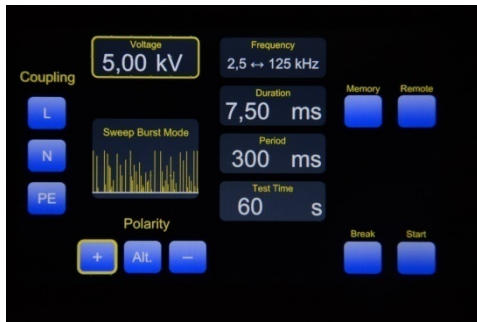 Voltage
5,00 kV
Frequency
2,5 ↔ 125 kHz
Coupling
Duration
7,50 ms
Memory
Remote
L
Sweep Burst Mode
Period
300 ms
N
PE
Test Time
60 s
Polarity
+
Alt.
−
Break
Start